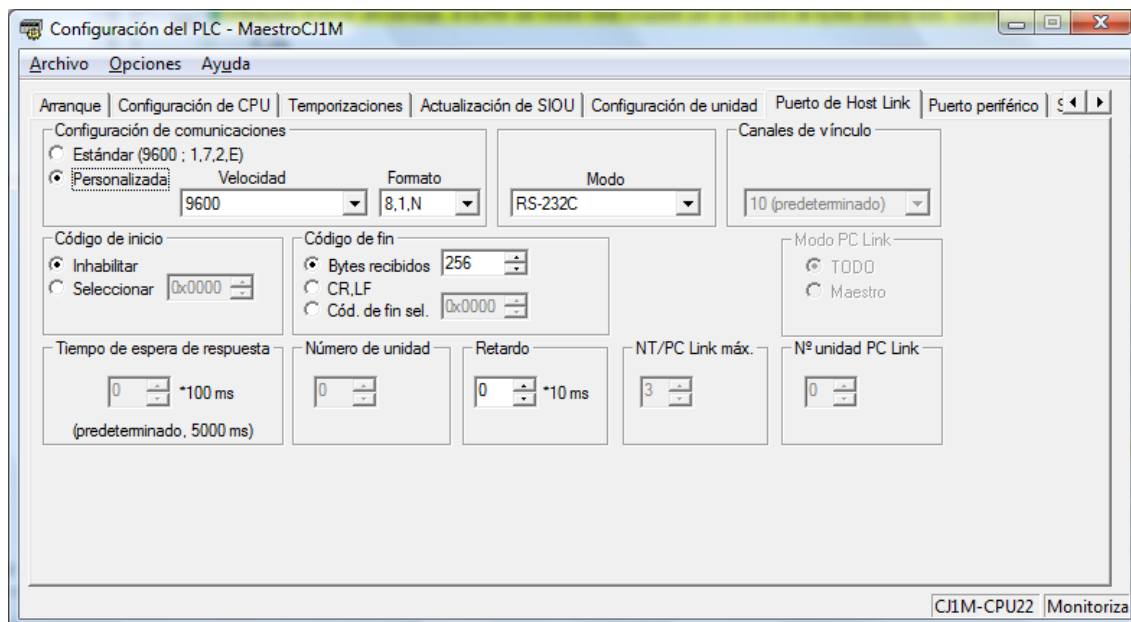 Configuración del PLC - MaestroCJ1M
Archivo Opciones Ayuda
Arranque Configuración de CPU Temporizaciones Actualización de SIOU Configuración de unidad Puerto de Host Link Puerto periférico
Configuración de comunicaciones Canales de vínculo
Estándar (9600 ; 1,7,2,E)
Personalizada Velocidad Formato Modo
9600 8,1,N RS-232C 10 (predeterminado)
Código de inicio Código de fin Modo PC Link
Inhabilitar Bytes recibidos 256 TODO
Seleccionar 0x0000 CR,LF Maestro
Cód. de fin sel. 0x0000
Tiempo de espera de respuesta Número de unidad Retardo NT/PC Link máx. Nº unidad PC Link
0 *100 ms 0 0 *10 ms 3 0
(predeterminado, 5000 ms)
CJ1M-CPU22 Monitoriza